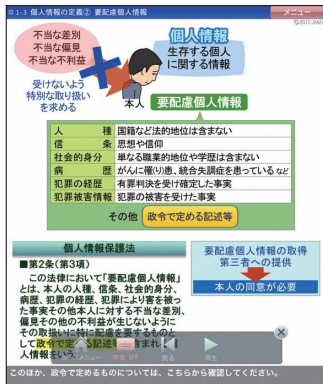 1-3 個人情報の定義② 要配慮個人情報
メニュー
©2017 JMA
不当な差別
不当な偏見
不当な不利益
個人情報
生存する個人
に関する情報
受けないよう
特別な取り扱い
を求める
本人
要配慮個人情報
人種 国籍など法的地位は含まない
信条 思想や信仰
社会的身分 単なる職業的地位や学歴は含まない
病歴 がんに罹(り)患、統合失調症を患っている など
犯罪の経歴 有罪判決を受け確定した事実
犯罪被害情報 犯罪の被害を受けた事実
その他 政令で定める記述等
個人情報保護法
■第2条(第3項)
この法律において「要配慮個人情報」
とは、本人の人種、信条、社会的身分、
病歴、犯罪の経歴、犯罪により害を被っ
た事実その他本人に対する不当な差別、
偏見その他の不利益が生じないように
その取扱いに特に配慮を要するものと
して政令で定める記述等が含まれる個
人情報をいう。
要配慮個人情報の取得
第三者への提供
本人の同意が必要
戻る
再生
このほか、政令で定めるものについては、こちらから確認してください。